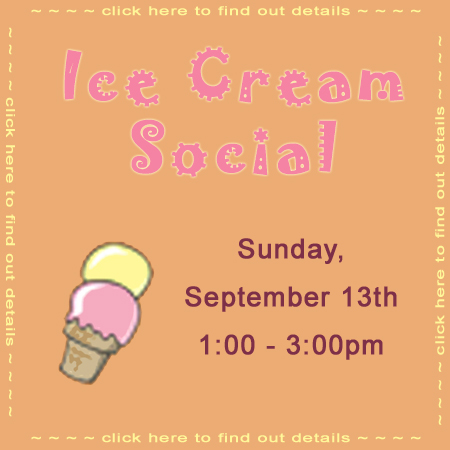 ~ ~ ~ ~ click here to find out details ~ ~ ~ ~
Ice Cream
Social
Sunday,
September 13th
1:00 - 3:00pm
~ ~ ~ ~ click here to find out details ~ ~ ~ ~
~ ~ ~ ~ click here to find out details ~ ~ ~ ~
~ ~ ~ ~ click here to find out details ~ ~ ~ ~